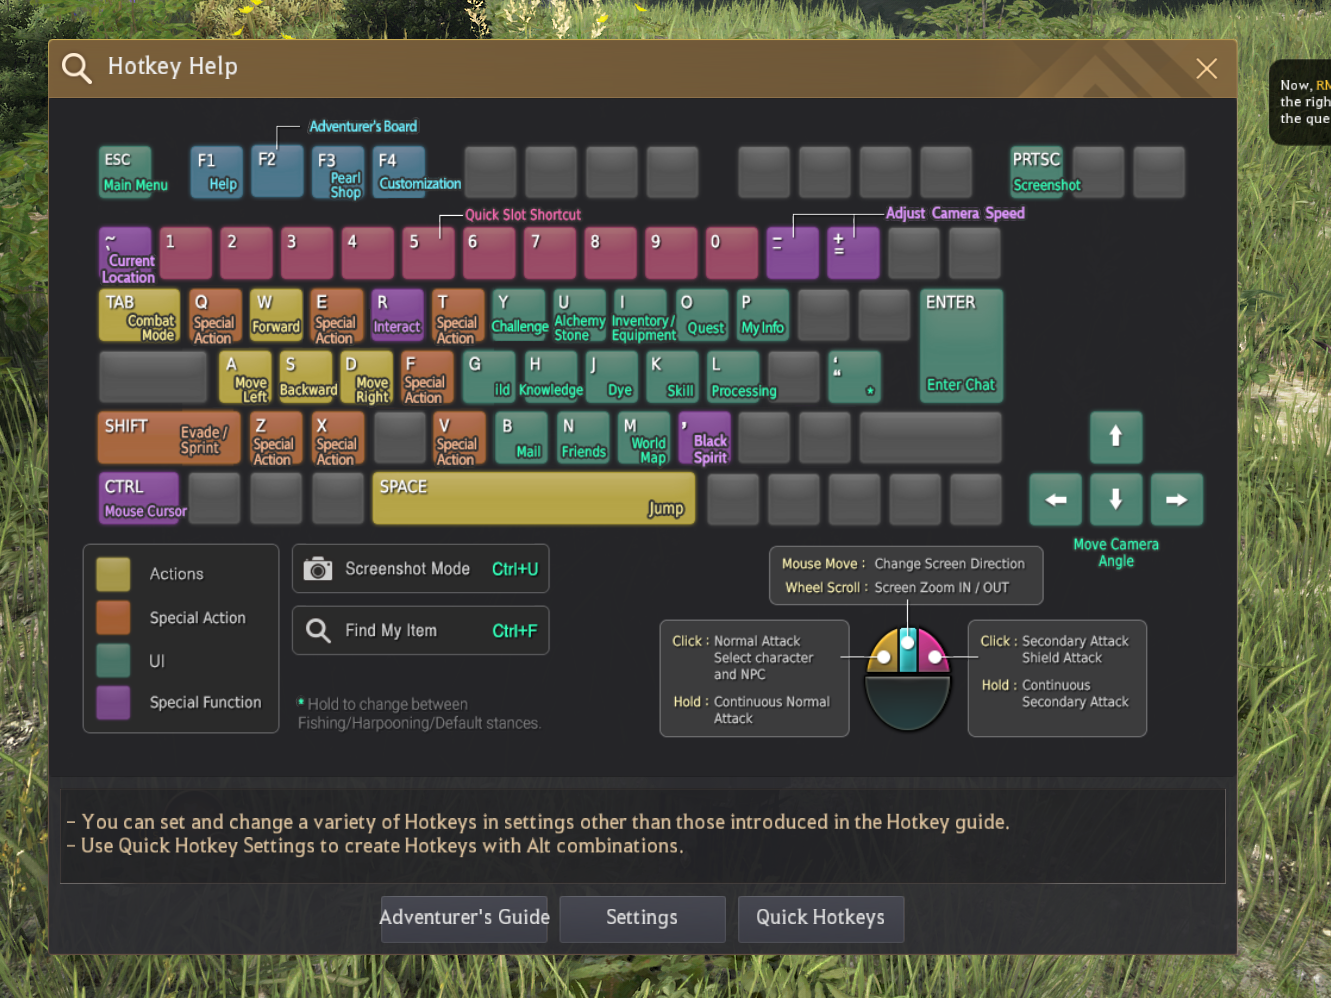 Hotkey Help
Now, RM
the righ
the que
Adventurer's Board
ESC
Main Menu
F1
Help
F2
F3
Pearl
Shop
F4
Customization
PRTSC
Screenshot
Quick Slot Shortcut
Adjust Camera Speed
~
`
Current
Location
1
2
3
4
5
6
7
8
9
0
–
–
+
=
TAB
Combat
Mode
Q
Special
Action
W
Forward
E
Special
Action
R
Interact
T
Special
Action
Y
Challenge
U
Alchemy
Stone
I
Inventory/
Equipment
O
Quest
P
My Info
ENTER
Enter Chat
A
Move
Left
S
Backward
D
Move
Right
F
Special
Action
G
ild
H
Knowledge
J
Dye
K
Skill
L
Processing
'
"
*
SHIFT
Evade /
Sprint
Z
Special
Action
X
Special
Action
V
Special
Action
B
Mail
N
Friends
M
World
Map
,
Black
Spirit
CTRL
Mouse Cursor
SPACE
Jump
Move Camera
Angle
Actions
Special Action
UI
Special Function
Screenshot Mode Ctrl+U
Find My Item Ctrl+F
* Hold to change between
Fishing/Harpooning/Default stances.
Mouse Move : Change Screen Direction
Wheel Scroll : Screen Zoom IN / OUT
Click : Normal Attack
Select character
and NPC
Hold : Continuous Normal
Attack
Click : Secondary Attack
Shield Attack
Hold : Continuous
Secondary Attack
– You can set and change a variety of Hotkeys in settings other than those introduced in the Hotkey guide.
– Use Quick Hotkey Settings to create Hotkeys with Alt combinations.
Adventurer's Guide
Settings
Quick Hotkeys